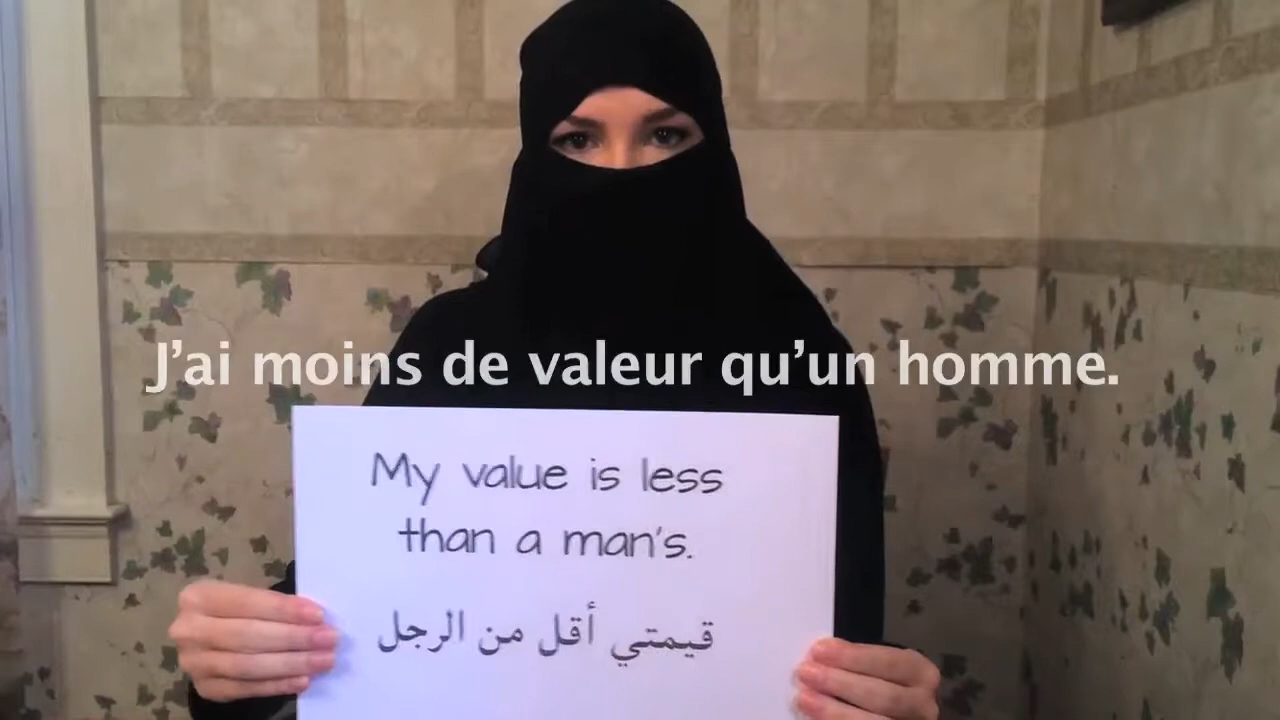 J’ai moins de valeur qu’un homme.
My value is less
than a man's.
قيمتي أقل من الرجل